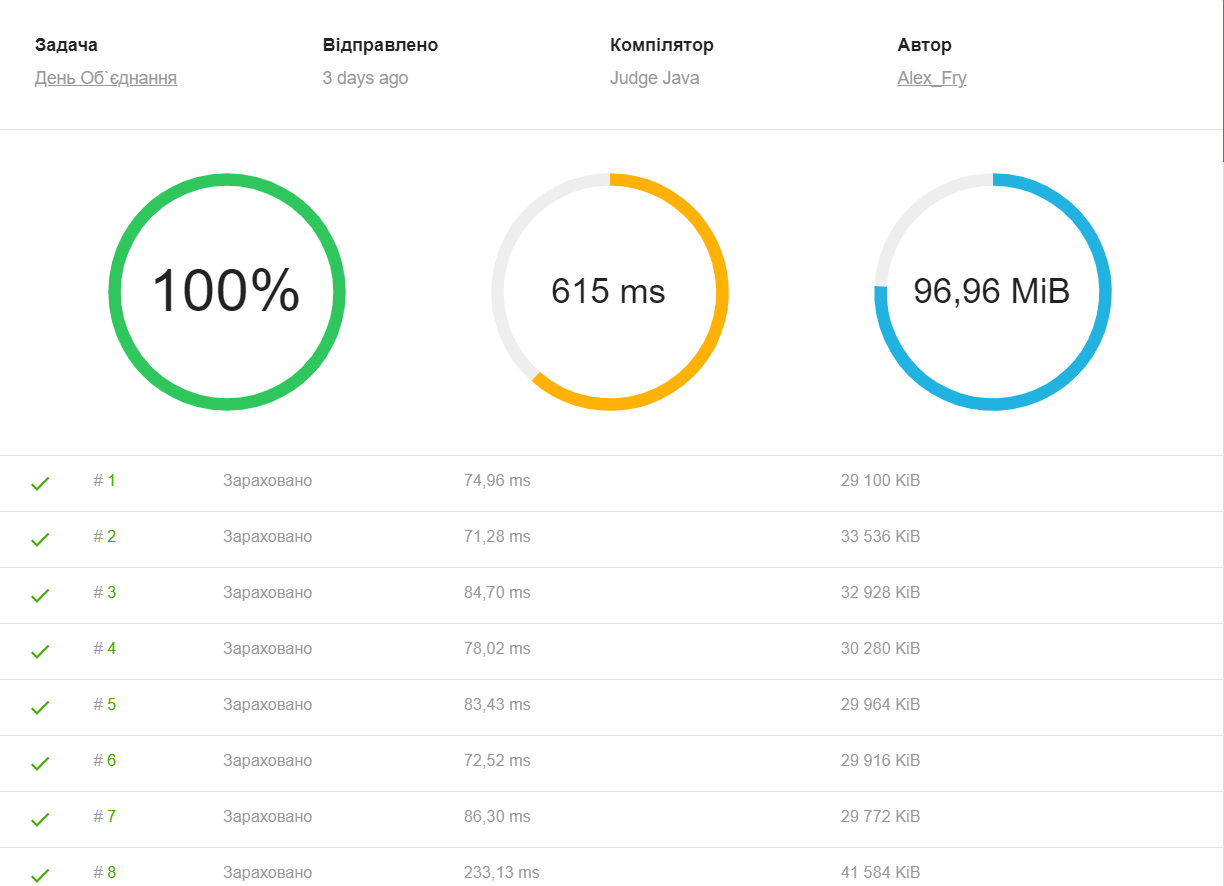 Задача Відправлено Компілятор Автор
День Об`єднання 3 days ago Judge Java Alex_Fry
100% 615 ms 96,96 MiB
# 1 Зараховано 74,96 ms 29 100 KiB
# 2 Зараховано 71,28 ms 33 536 KiB
# 3 Зараховано 84,70 ms 32 928 KiB
# 4 Зараховано 78,02 ms 30 280 KiB
# 5 Зараховано 83,43 ms 29 964 KiB
# 6 Зараховано 72,52 ms 29 916 KiB
# 7 Зараховано 86,30 ms 29 772 KiB
# 8 Зараховано 233,13 ms 41 584 KiB